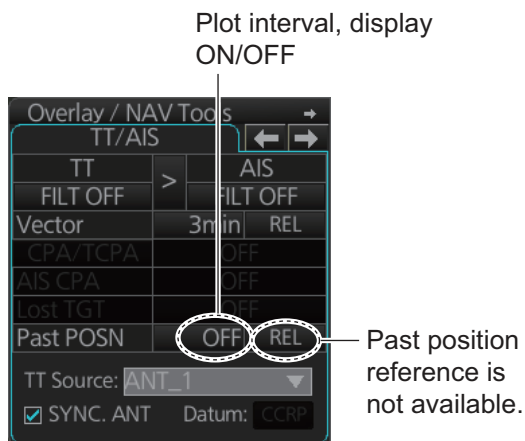 Plot interval, display
ON/OFF
Overlay / NAV Tools
TT/AIS
TT > AIS
FILT OFF FILT OFF
Vector 3min REL
CPA/TCPA OFF
AIS CPA OFF
Lost TGT OFF
Past POSN OFF REL
Past position
reference is
not available.
TT Source: ANT_1
SYNC. ANT Datum: CCRP